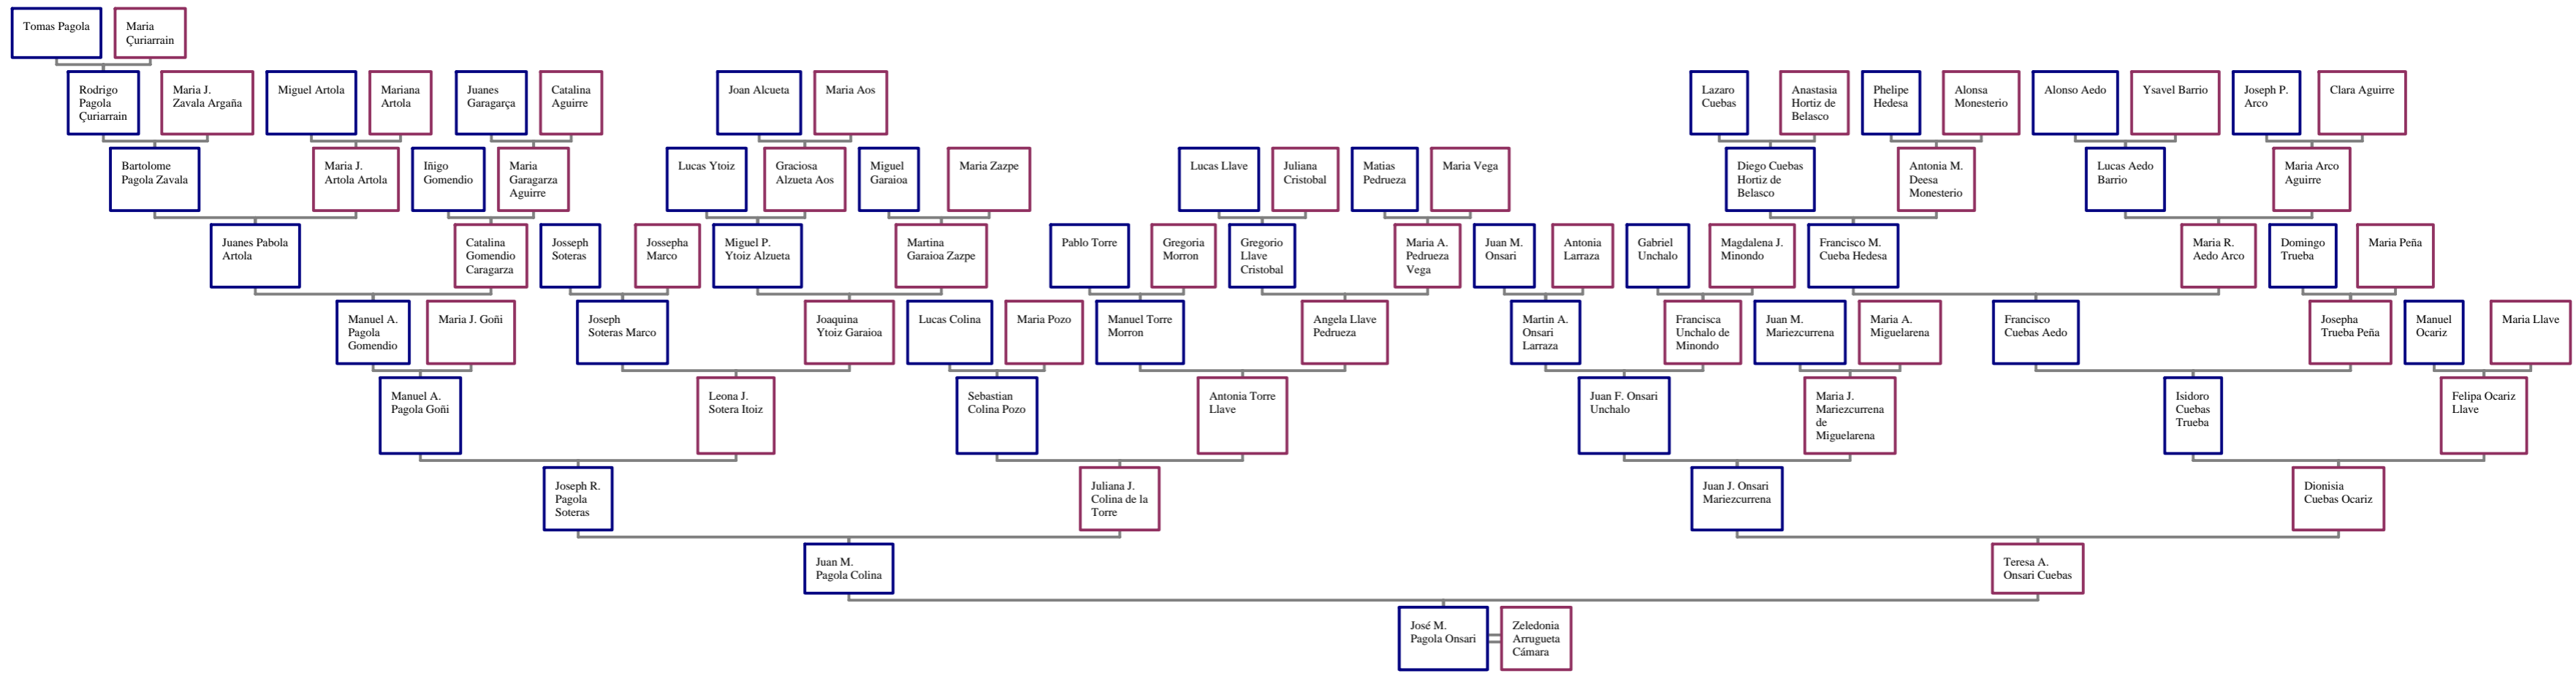 Tomas Pagola
Maria
Çuriarrain
Rodrigo
Pagola
Çuriarrain
Maria J.
Zavala Argaña
Miguel Artola
Mariana
Artola
Juanes
Garagarça
Catalina
Aguirre
Joan Alcueta
Maria Aos
Lazaro
Cuebas
Anastasia
Hortiz de
Belasco
Phelipe
Hedesa
Alonsa
Monesterio
Alonso Aedo
Ysavel Barrio
Joseph P.
Arco
Clara Aguirre
Bartolome
Pagola Zavala
Maria J.
Artola Artola
Iñigo
Gomendio
Maria
Garagarza
Aguirre
Lucas Ytoiz
Graciosa
Alzueta Aos
Miguel
Garaioa
Maria Zazpe
Lucas Llave
Juliana
Cristobal
Matias
Pedrueza
Maria Vega
Diego Cuebas
Hortiz de
Belasco
Antonia M.
Deesa
Monesterio
Lucas Aedo
Barrio
Maria Arco
Aguirre
Juanes Pabola
Artola
Catalina
Gomendio
Caragarza
Josseph
Soteras
Jossepha
Marco
Miguel P.
Ytoiz Alzueta
Martina
Garaioa Zazpe
Pablo Torre
Gregoria
Morron
Gregorio
Llave
Cristobal
Maria A.
Pedrueza
Vega
Juan M.
Onsari
Antonia
Larraza
Gabriel
Unchalo
Magdalena J.
Minondo
Francisco M.
Cueba Hedesa
Maria R.
Aedo Arco
Domingo
Trueba
Maria Peña
Manuel A.
Pagola
Gomendio
Maria J. Goñi
Joseph
Soteras Marco
Joaquina
Ytoiz Garaioa
Lucas Colina
Maria Pozo
Manuel Torre
Morron
Angela Llave
Pedrueza
Martin A.
Onsari
Larraza
Francisca
Unchalo de
Minondo
Juan M.
Mariezcurrena
Maria A.
Miguelarena
Francisco
Cuebas Aedo
Josepha
Trueba Peña
Manuel
Ocariz
Maria Llave
Manuel A.
Pagola Goñi
Leona J.
Sotera Itoiz
Sebastian
Colina Pozo
Antonia Torre
Llave
Juan F. Onsari
Unchalo
Maria J.
Mariezcurrena
de
Miguelarena
Isidoro
Cuebas
Trueba
Felipa Ocariz
Llave
Joseph R.
Pagola
Soteras
Juliana J.
Colina de la
Torre
Juan J. Onsari
Mariezcurrena
Dionisia
Cuebas Ocariz
Juan M.
Pagola Colina
Teresa A.
Onsari Cuebas
José M.
Pagola Onsari
Zeledonia
Arrugueta
Cámara